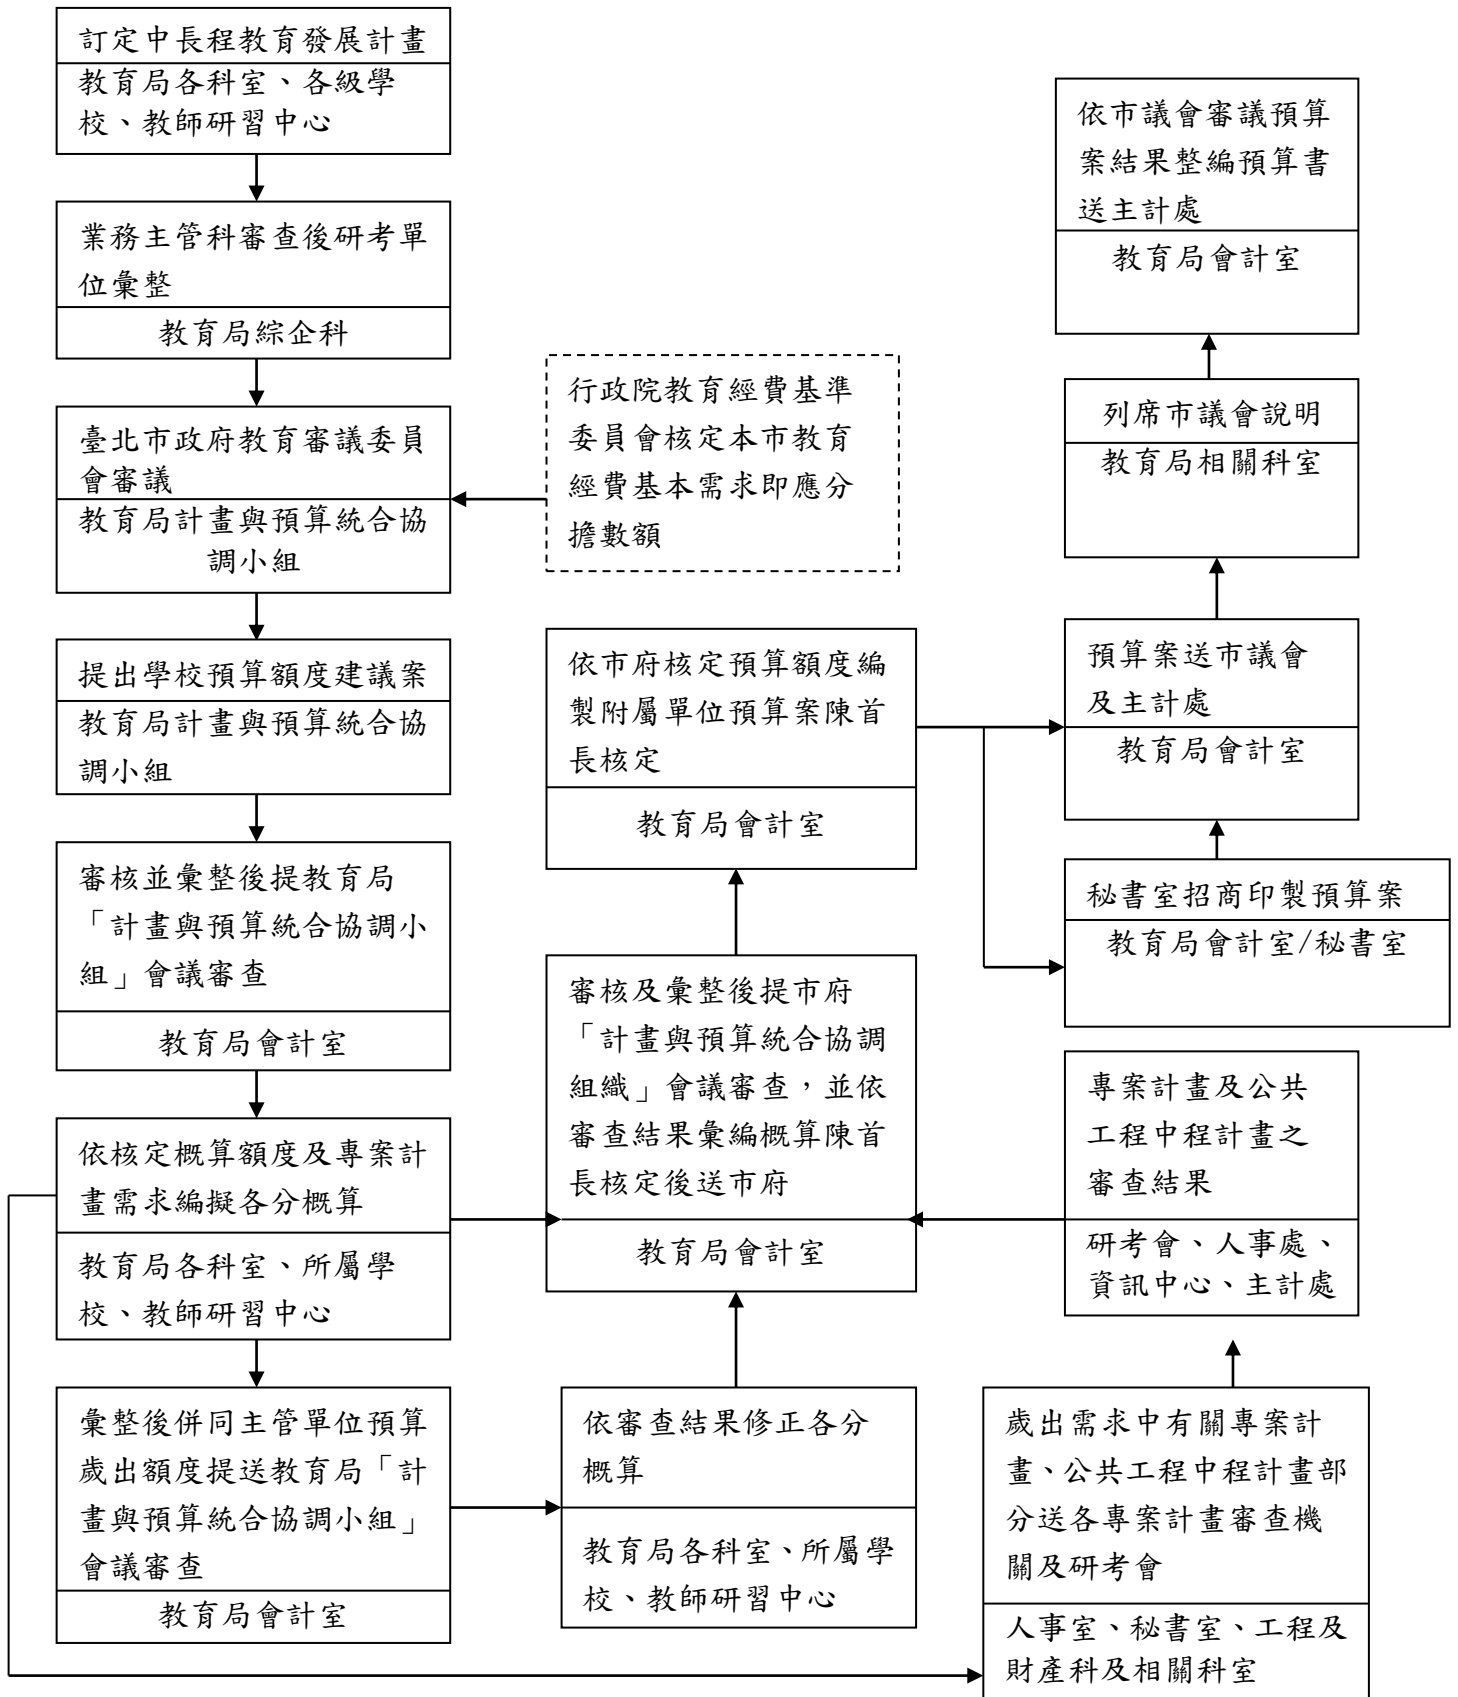 訂定中長程教育發展計畫
教育局各科室、各級學
校、教師研習中心
業務主管科審查後研考單
位彙整
教育局綜企科
臺北市政府教育審議委員
會審議
教育局計畫與預算統合協
調小組
提出學校預算額度建議案
教育局計畫與預算統合協
調小組
審核並彙整後提教育局
「計畫與預算統合協調小
組」會議審查
教育局會計室
依核定概算額度及專案計
畫需求編擬各分概算
教育局各科室、所屬學
校、教師研習中心
彙整後併同主管單位預算
歲出額度提送教育局「計
畫與預算統合協調小組」
會議審查
教育局會計室
行政院教育經費基準
委員會核定本市教育
經費基本需求即應分
擔數額
依市府核定預算額度編
製附屬單位預算案陳首
長核定
教育局會計室
審核及彙整後提市府
「計畫與預算統合協調
組織」會議審查，並依
審查結果彙編概算陳首
長核定後送市府
教育局會計室
依審查結果修正各分
概算
教育局各科室、所屬學
校、教師研習中心
依市議會審議預算
案結果整編預算書
送主計處
教育局會計室
列席市議會說明
教育局相關科室
預算案送市議會
及主計處
教育局會計室
秘書室招商印製預算案
教育局會計室/秘書室
專案計畫及公共
工程中程計畫之
審查結果
研考會、人事處、
資訊中心、主計處
歲出需求中有關專案計
畫、公共工程中程計畫部
分送各專案計畫審查機
關及研考會
人事室、秘書室、工程及
財產科及相關科室